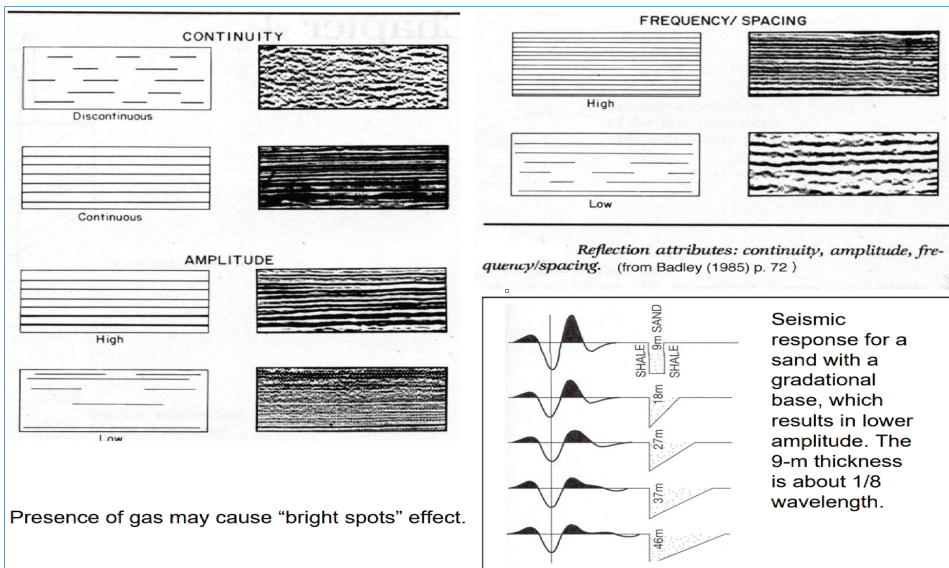 CONTINUITY
Discontinuous
Continuous
AMPLITUDE
High
Low
Presence of gas may cause “bright spots” effect.
FREQUENCY/ SPACING
High
Low
Reflection attributes: continuity, amplitude, fre-
quency/spacing. (from Badley (1985) p. 72 )
SHALE
9m SAND
SHALE
18m
27m
37m
46m
Seismic
response for a
sand with a
gradational
base, which
results in lower
amplitude. The
9-m thickness
is about 1/8
wavelength.